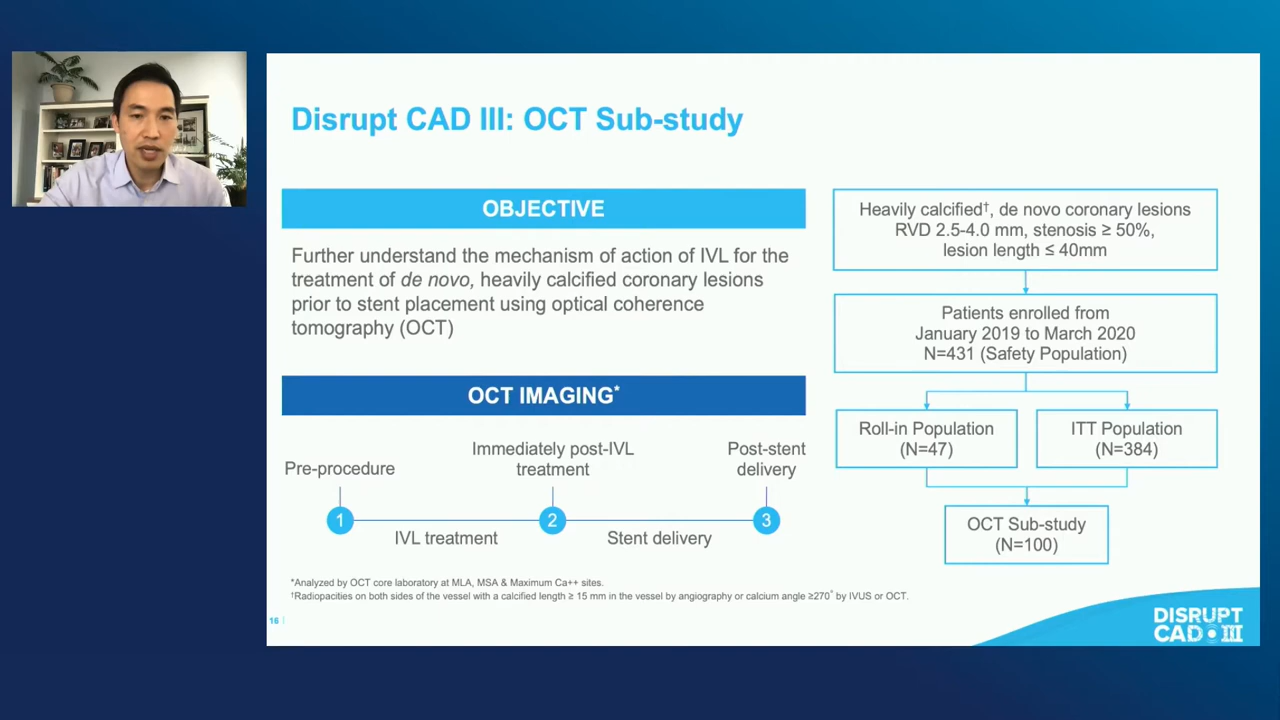 Disrupt CAD III: OCT Sub-study
OBJECTIVE
Further understand the mechanism of action of IVL for the
treatment of de novo, heavily calcified coronary lesions
prior to stent placement using optical coherence
tomography (OCT)
OCT IMAGING*
Pre-procedure
Immediately post-IVL
treatment
Post-stent
delivery
1
2
3
IVL treatment
Stent delivery
Heavily calcified†, de novo coronary lesions
RVD 2.5-4.0 mm, stenosis ≥ 50%,
lesion length ≤ 40mm
Patients enrolled from
January 2019 to March 2020
N=431 (Safety Population)
Roll-in Population
(N=47)
ITT Population
(N=384)
OCT Sub-study
(N=100)
*Analyzed by OCT core laboratory at MLA, MSA & Maximum Ca++ sites.
†Radiopacities on both sides of the vessel with a calcified length ≥ 15 mm in the vessel by angiography or calcium angle ≥270° by IVUS or OCT.
16
DISRUPT
CAD III